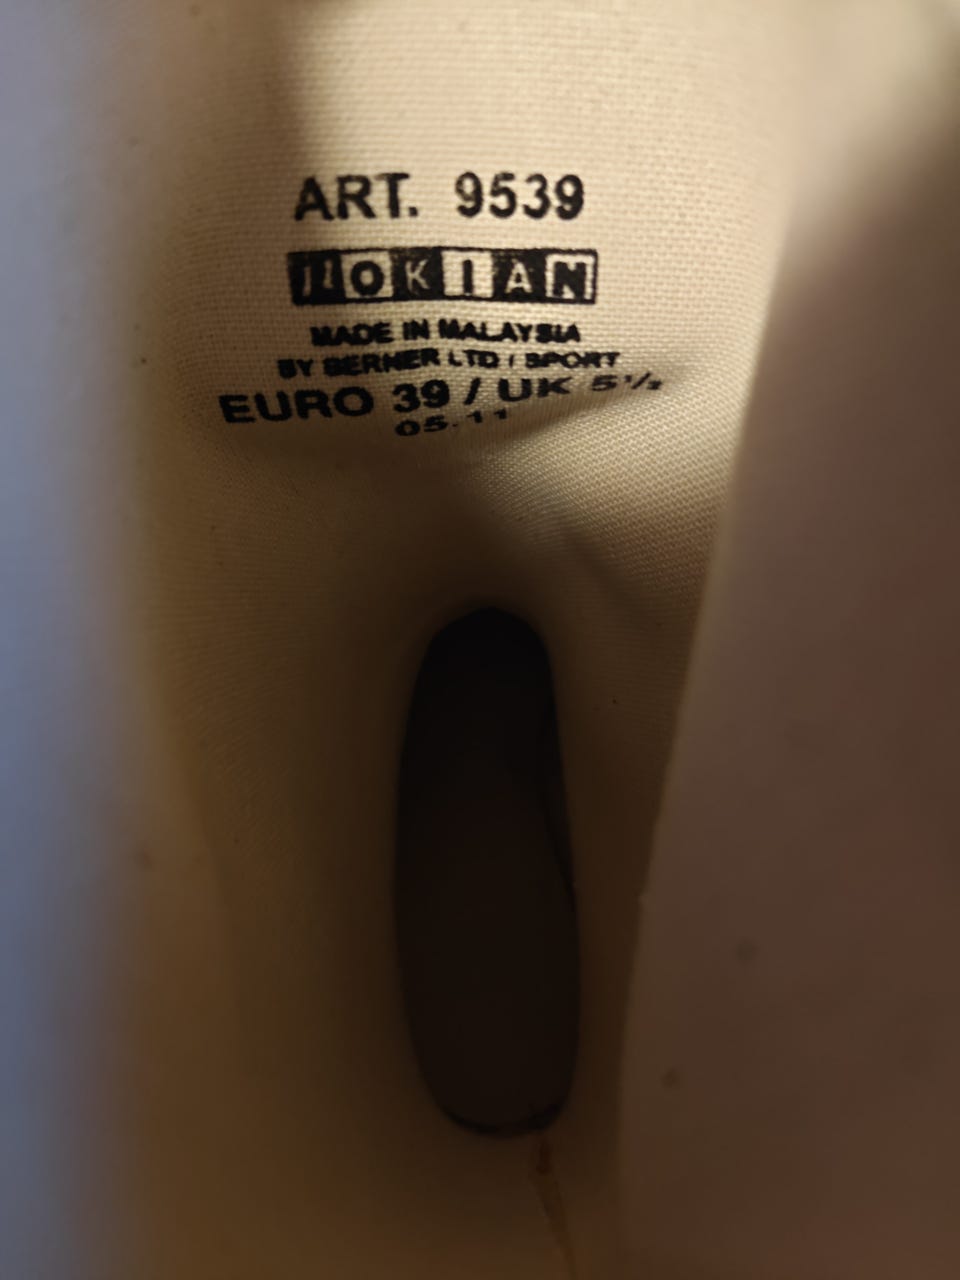 ART. 9539
NOKIAN
MADE IN MALAYSIA
BY BERNER LTD / SPORT
EURO 39 / UK 5½
05.11